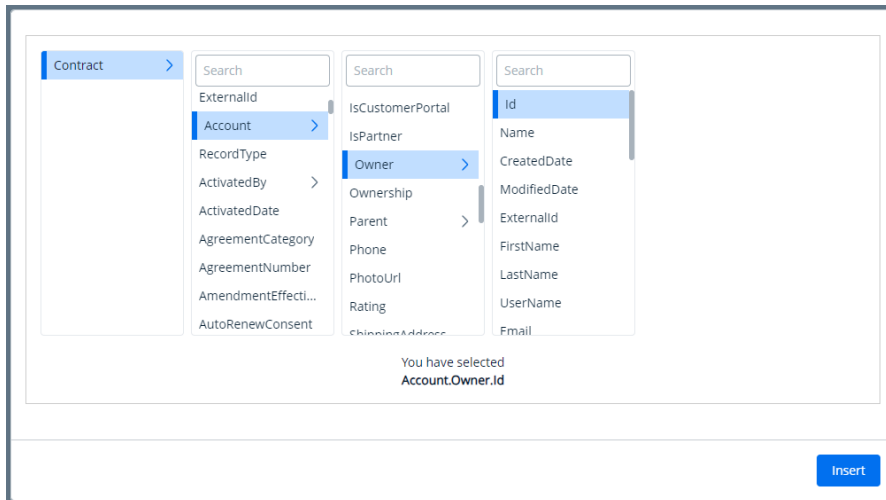 Contract
Search
ExternalId
Account
RecordType
ActivatedBy
ActivatedDate
AgreementCategory
AgreementNumber
AmendmentEffecti...
AutoRenewConsent
Search
IsCustomerPortal
IsPartner
Owner
Ownership
Parent
Phone
PhotoUrl
Rating
ShippingAddress
Search
Id
Name
CreatedDate
ModifiedDate
ExternalId
FirstName
LastName
UserName
Email
You have selected
Account.Owner.Id
Insert